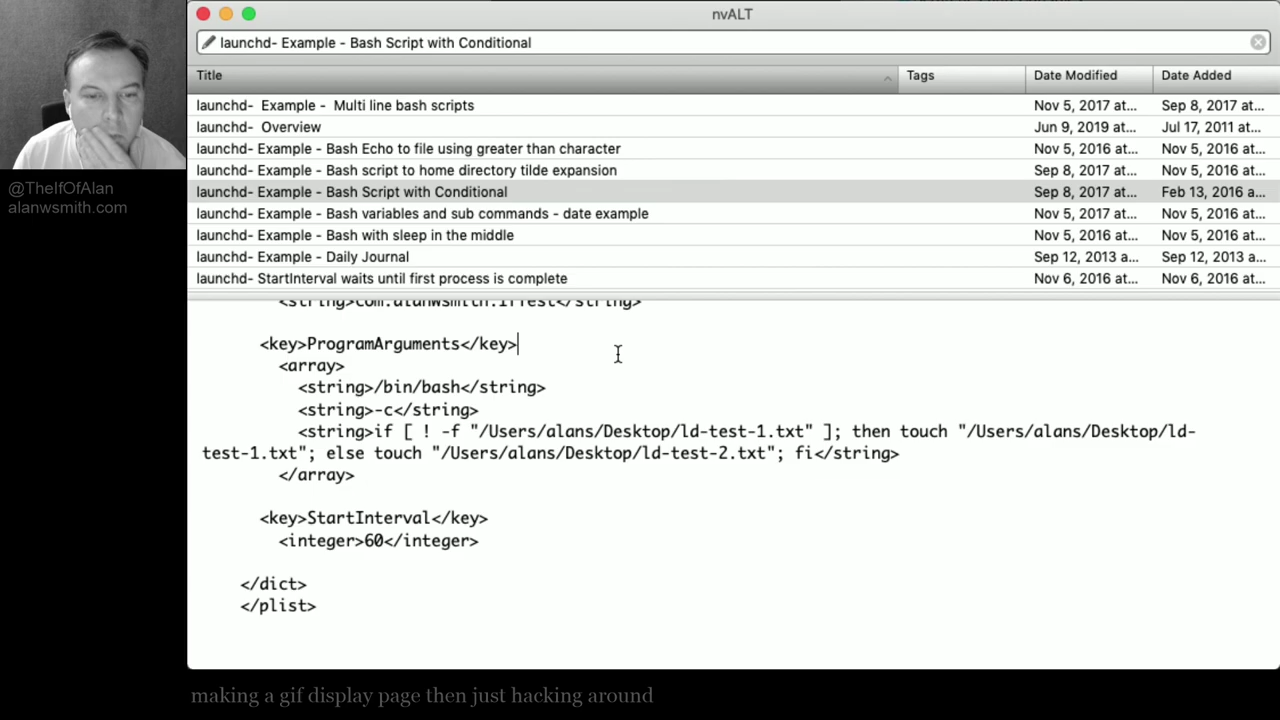 nvALT
launchd- Example - Bash Script with Conditional
Title Tags Date Modified Date Added
launchd-  Example -  Multi line bash scripts Nov 5, 2017 at... Sep 8, 2017 at...
launchd-  Overview Jun 9, 2019 at... Jul 17, 2011 at...
launchd- Example - Bash Echo to file using greater than character Nov 5, 2016 at... Nov 5, 2016 at...
launchd- Example - Bash script to home directory tilde expansion Sep 8, 2017 at... Nov 5, 2016 at...
launchd- Example - Bash Script with Conditional Sep 8, 2017 at... Feb 13, 2016 a...
launchd- Example - Bash variables and sub commands - date example Nov 5, 2017 at... Nov 5, 2016 at...
launchd- Example - Bash with sleep in the middle Nov 5, 2016 at... Nov 5, 2016 at...
launchd- Example - Daily Journal Sep 12, 2013 a... Sep 12, 2013 a...
launchd- StartInterval waits until first process is complete Nov 6, 2016 at... Nov 6, 2016 at...
<string>com.alanwsmith.IfTest</string>
<key>ProgramArguments</key>
<array>
<string>/bin/bash</string>
<string>-c</string>
<string>if [ ! -f "/Users/alans/Desktop/ld-test-1.txt" ]; then touch "/Users/alans/Desktop/ld-
test-1.txt"; else touch "/Users/alans/Desktop/ld-test-2.txt"; fi</string>
</array>
<key>StartInterval</key>
<integer>60</integer>
</dict>
</plist>
@TheIfOfAlan
alanwsmith.com
making a gif display page then just hacking around